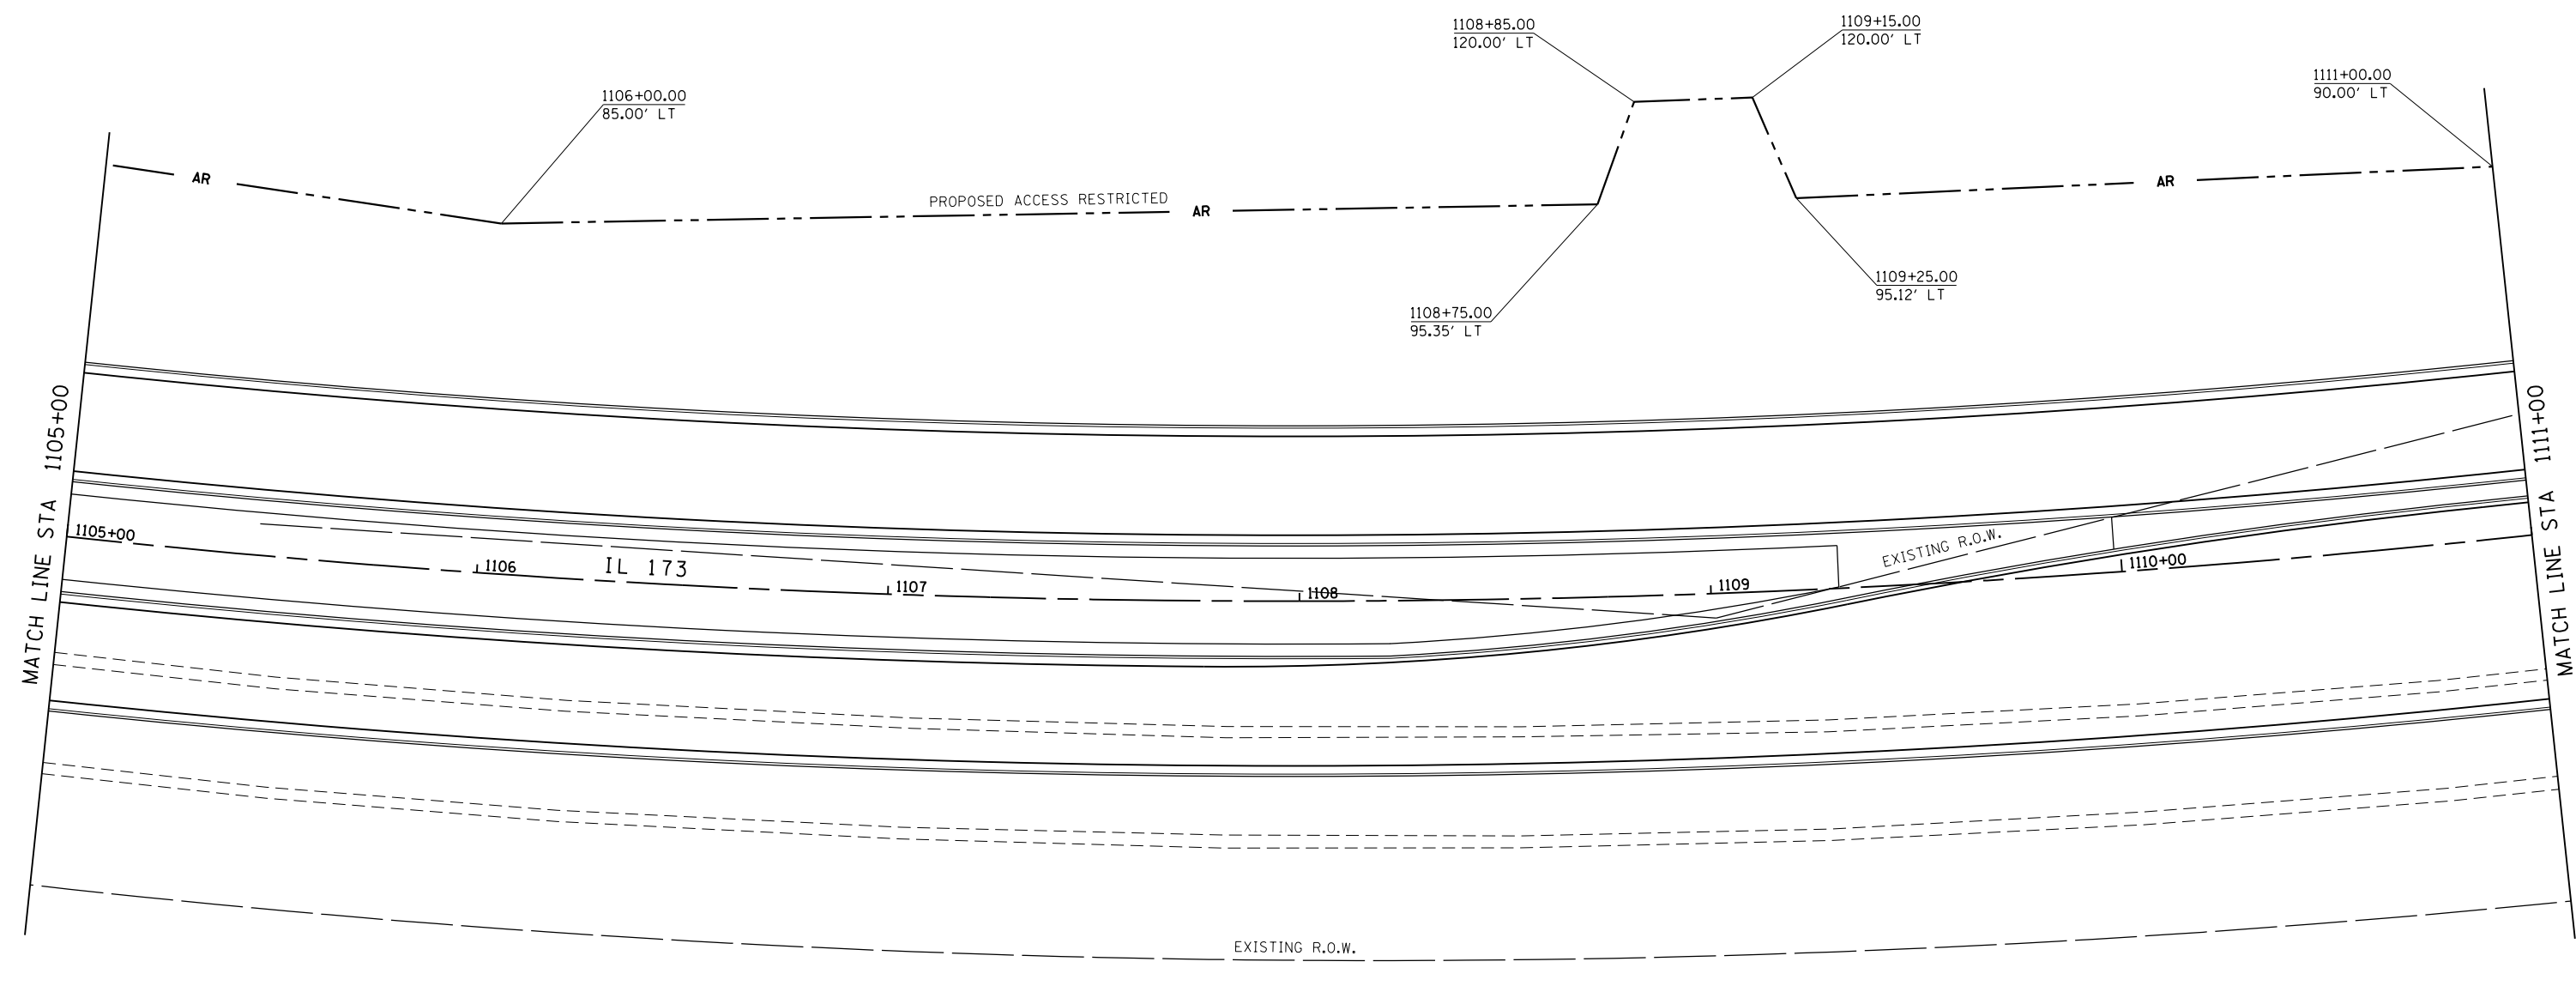 1108+85.00
120.00' LT
1109+15.00
120.00' LT
1111+00.00
90.00' LT
1106+00.00
85.00' LT
AR
PROPOSED ACCESS RESTRICTED
AR
AR
1109+25.00
95.12' LT
1108+75.00
95.35' LT
MATCH LINE STA 1105+00
MATCH LINE STA 1111+00
1105+00
1106
IL 173
1107
1108
1109
EXISTING R.O.W.
1110+00
EXISTING R.O.W.